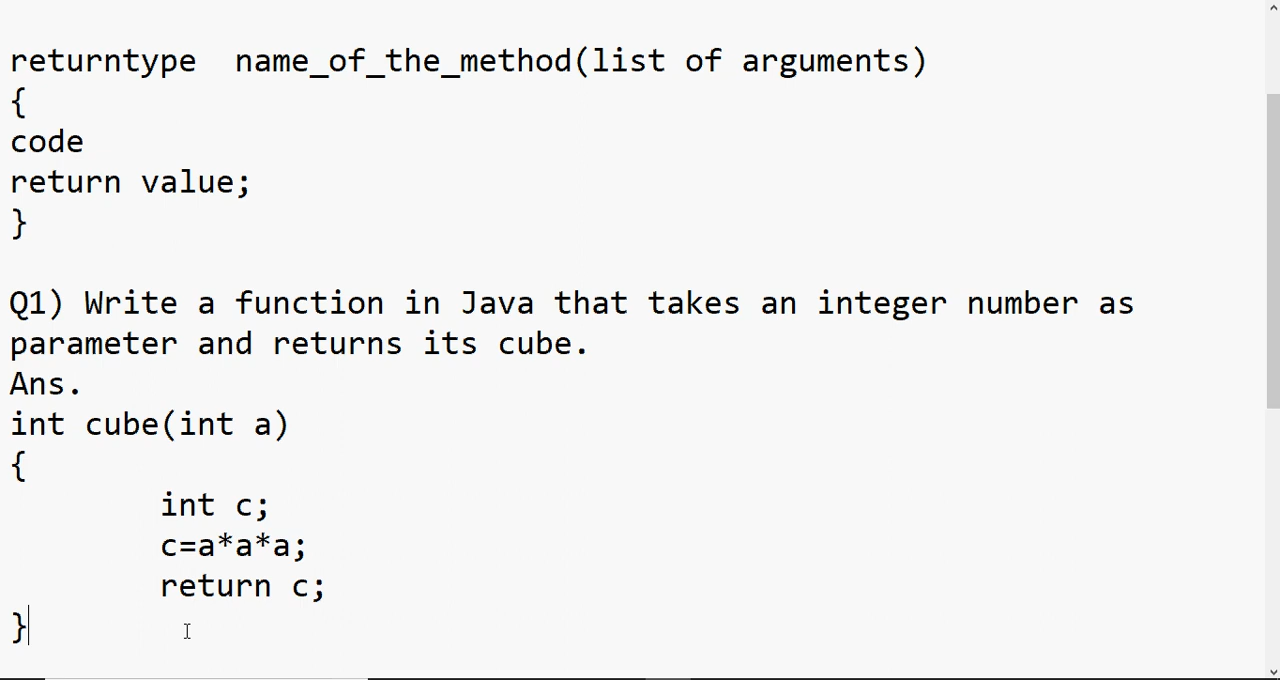 returntype  name_of_the_method(list of arguments)
{
code
return value;
}
Q1) Write a function in Java that takes an integer number as
parameter and returns its cube.
Ans.
int cube(int a)
{
int c;
c=a*a*a;
return c;
}